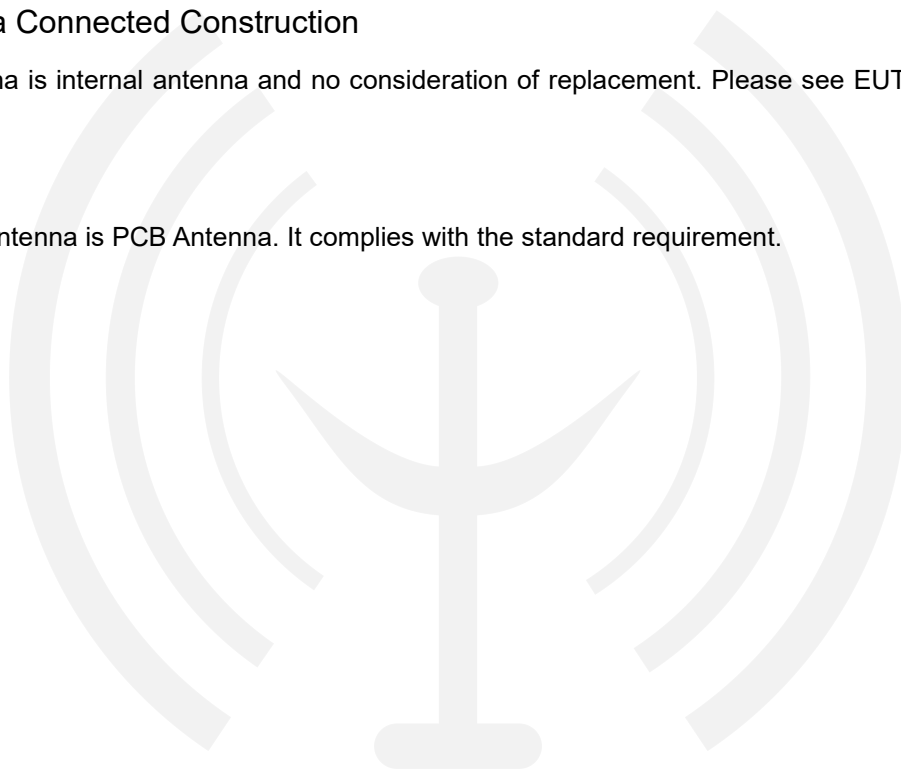 a Connected Construction
na is internal antenna and no consideration of replacement. Please see EUT
ntenna is PCB Antenna. It complies with the standard requirement.